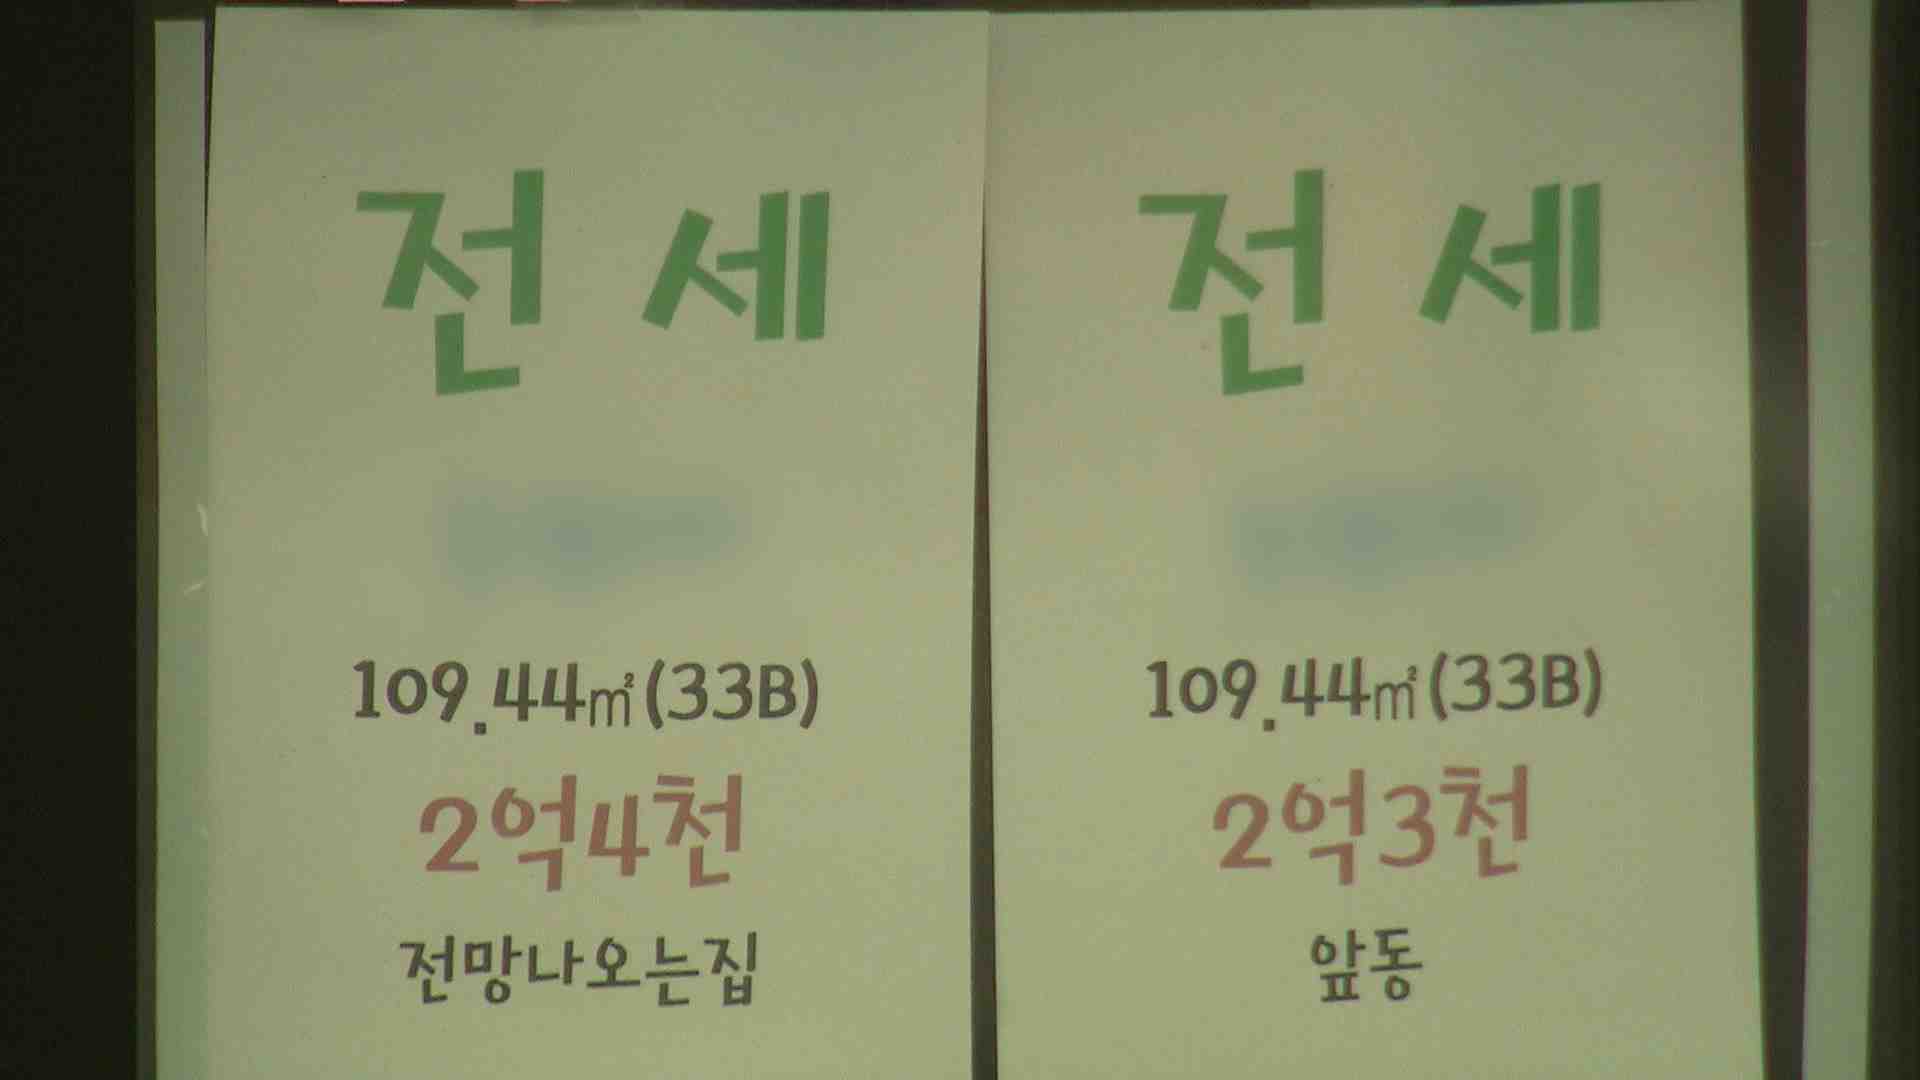 전 세
109.44㎡(33B)
2억4천
전망나오는집
전 세
109.44㎡(33B)
2억3천
앞동